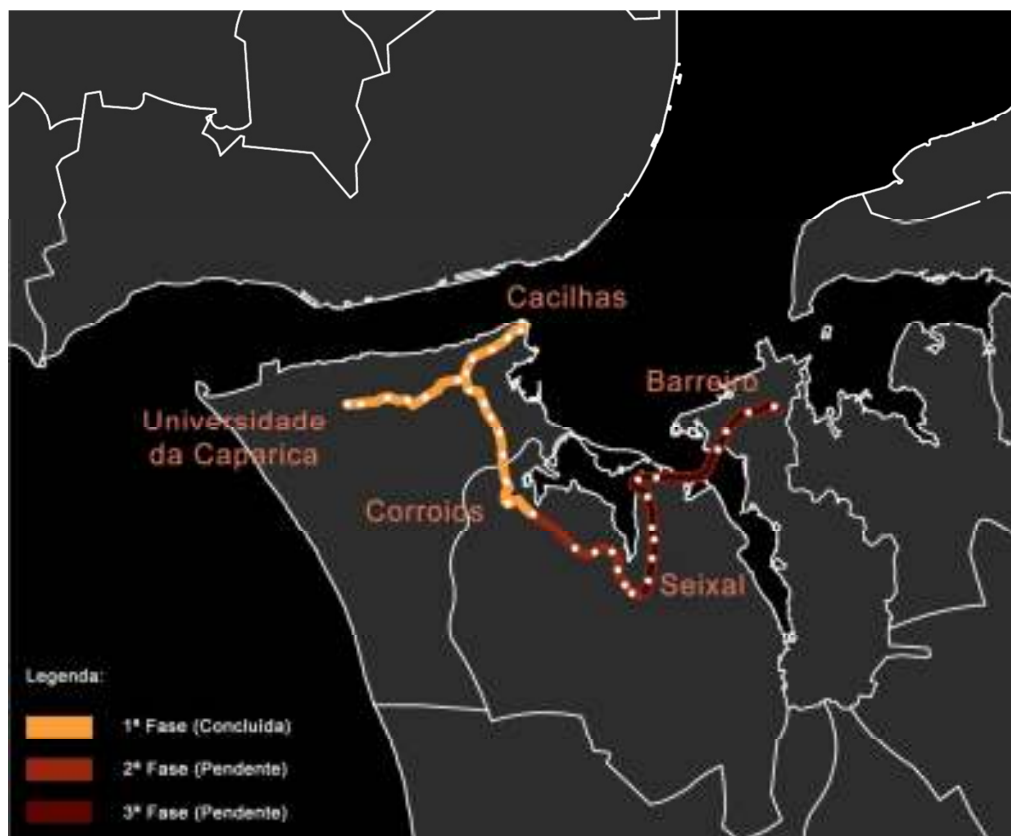 Cacilhas
Barreiro
Universidade
da Caparica
Corroios
Seixal
Legenda:
1ª Fase (Concluída)
2ª Fase (Pendente)
3ª Fase (Pendente)